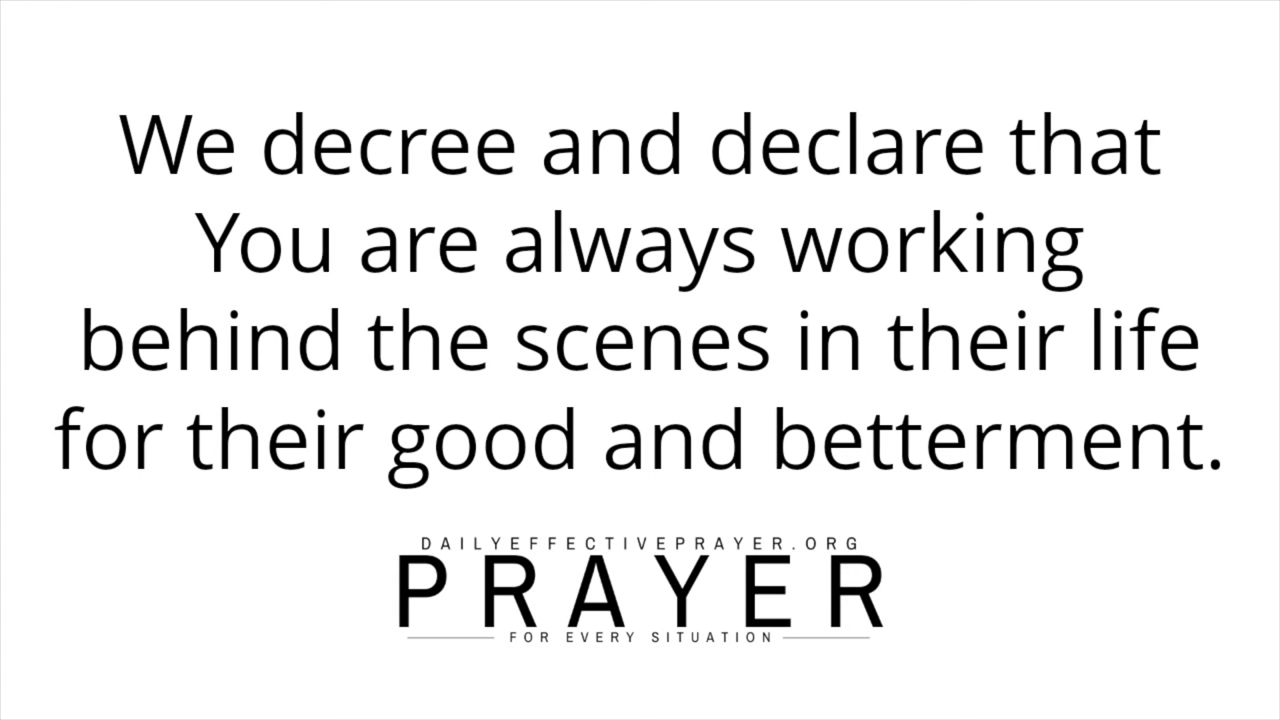 We decree and declare that
You are always working
behind the scenes in their life
for their good and betterment.
DAILYEFFECTIVEPRAYER.ORG
PRAYER
FOR EVERY SITUATION